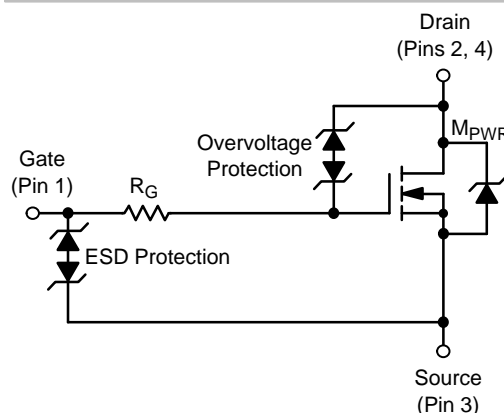 Drain
(Pins 2, 4)
Overvoltage
Protection
MPWR
Gate
(Pin 1)
RG
ESD Protection
Source
(Pin 3)